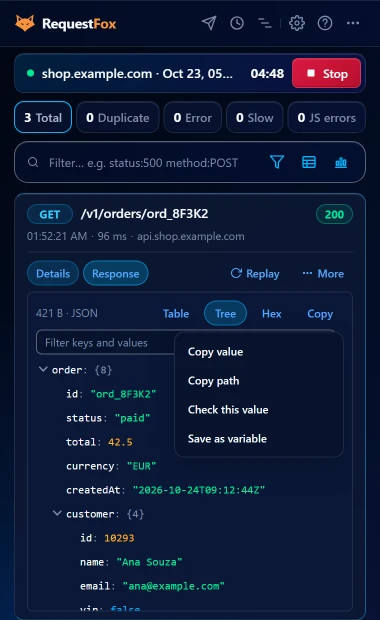 RequestFox
shop.example.com · Oct 23, 05... 04:48 Stop
3 Total 0 Duplicate 0 Error 0 Slow 0 JS errors
Filter... e.g. status:500 method:POST
GET /v1/orders/ord_8F3K2 200
01:52:21 AM · 96 ms · api.shop.example.com
Details Response Replay ··· More
421 B · JSON Table Tree Hex Copy
Filter keys and values
Copy value
Copy path
Check this value
Save as variable
order: {8}
id: "ord_8F3K2"
status: "paid"
total: 42.5
currency: "EUR"
createdAt: "2026-10-24T09:12:44Z"
customer: {4}
id: 10293
name: "Ana Souza"
email: "ana@example.com"
vip: false